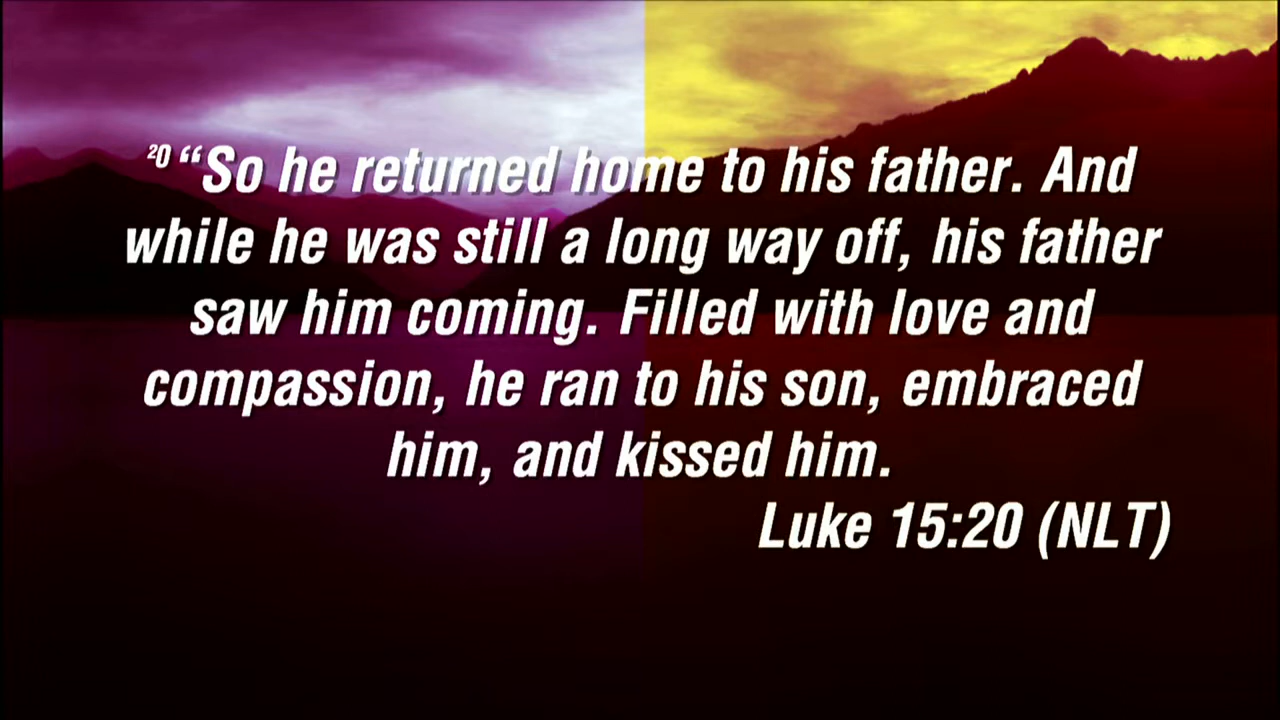 ²⁰ “So he returned home to his father. And
while he was still a long way off, his father
saw him coming. Filled with love and
compassion, he ran to his son, embraced
him, and kissed him.
Luke 15:20 (NLT)